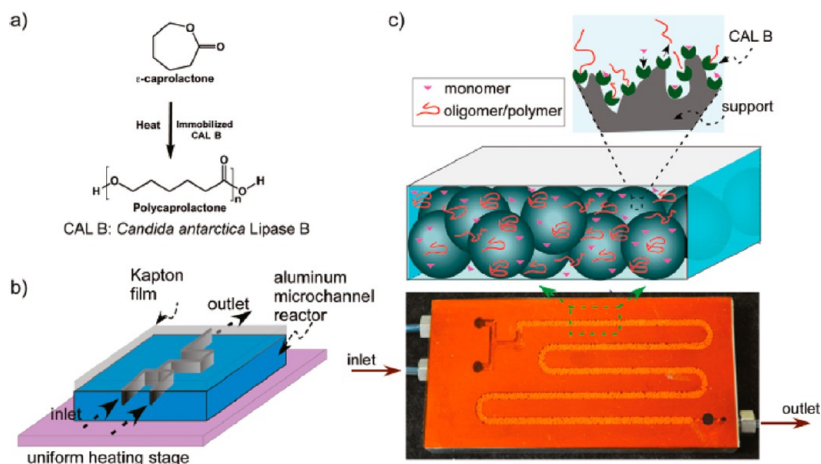 a)
O
O
ε-caprolactone
Heat
Immobilized
CAL B
H
O
O
O
H
n
Polycaprolactone
CAL B: Candida antarctica Lipase B
b)
Kapton
film
outlet
aluminum
microchannel
reactor
inlet
uniform heating stage
c)
monomer
oligomer/polymer
CAL B
support
inlet
outlet